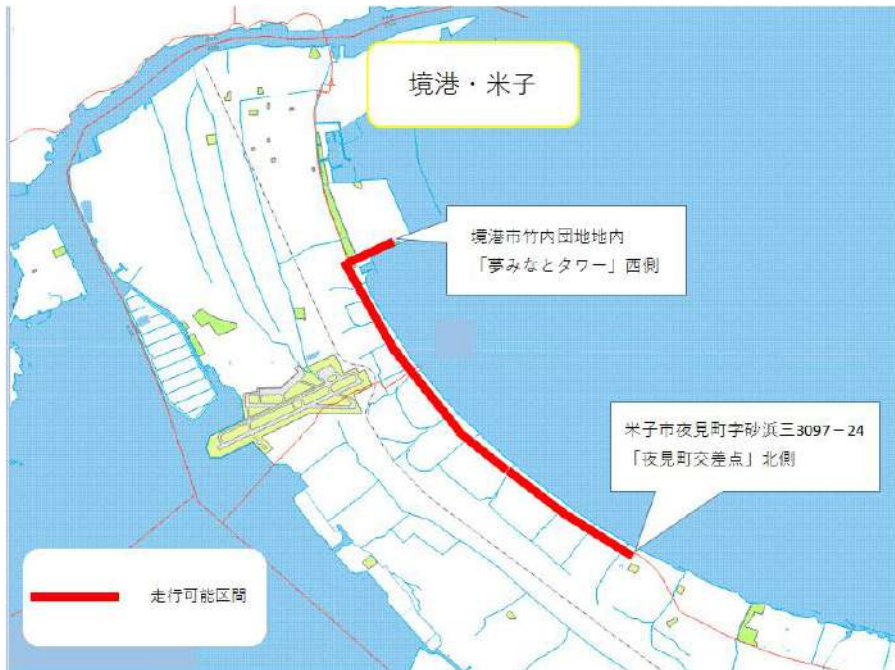 境港・米子
境港市竹内団地地内
「夢みなとタワー」西側
米子市夜見町字砂浜三3097－24
「夜見町交差点」北側
走行可能区間